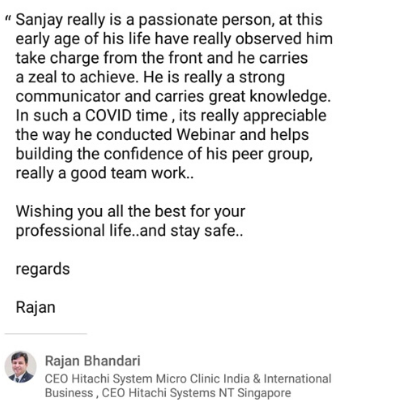 “ Sanjay really is a passionate person, at this
early age of his life have really observed him
take charge from the front and he carries
a zeal to achieve. He is really a strong
communicator and carries great knowledge.
In such a COVID time , its really appreciable
the way he conducted Webinar and helps
building the confidence of his peer group,
really a good team work..
Wishing you all the best for your
professional life..and stay safe..
regards
Rajan
Rajan Bhandari
CEO Hitachi System Micro Clinic India & International
Business , CEO Hitachi Systems NT Singapore